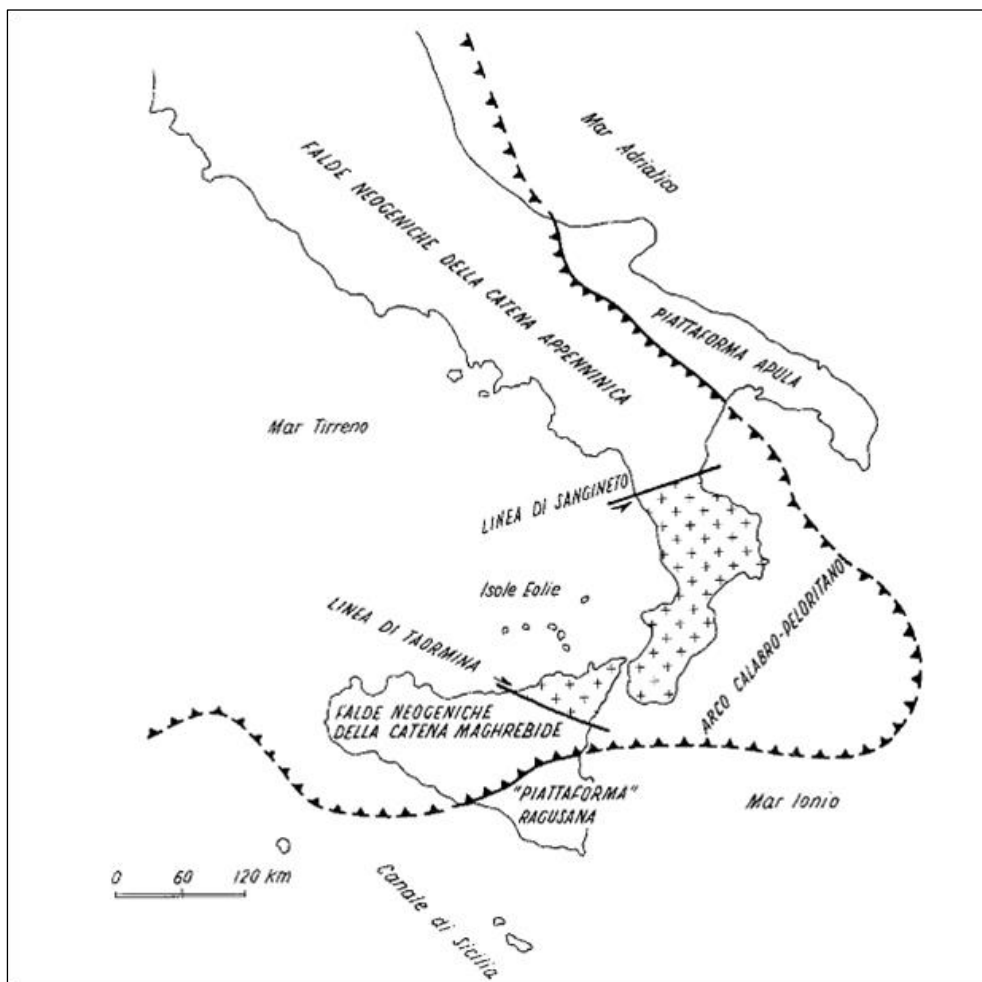 Mar Adriatico
FALDE NEOGENICHE DELLA CATENA APPENNINICA
PIATTAFORMA APULA
Mar Tirreno
LINEA DI SANGINETO
Isole Eolie
LINEA DI TAORMINA
ARCO CALABRO-PELORITANO
FALDE NEOGENICHE
DELLA CATENA MAGHREBIDE
"PIATTAFORMA"
RAGUSANA
Mar Ionio
0 60 120 Km
Canale di Sicilia